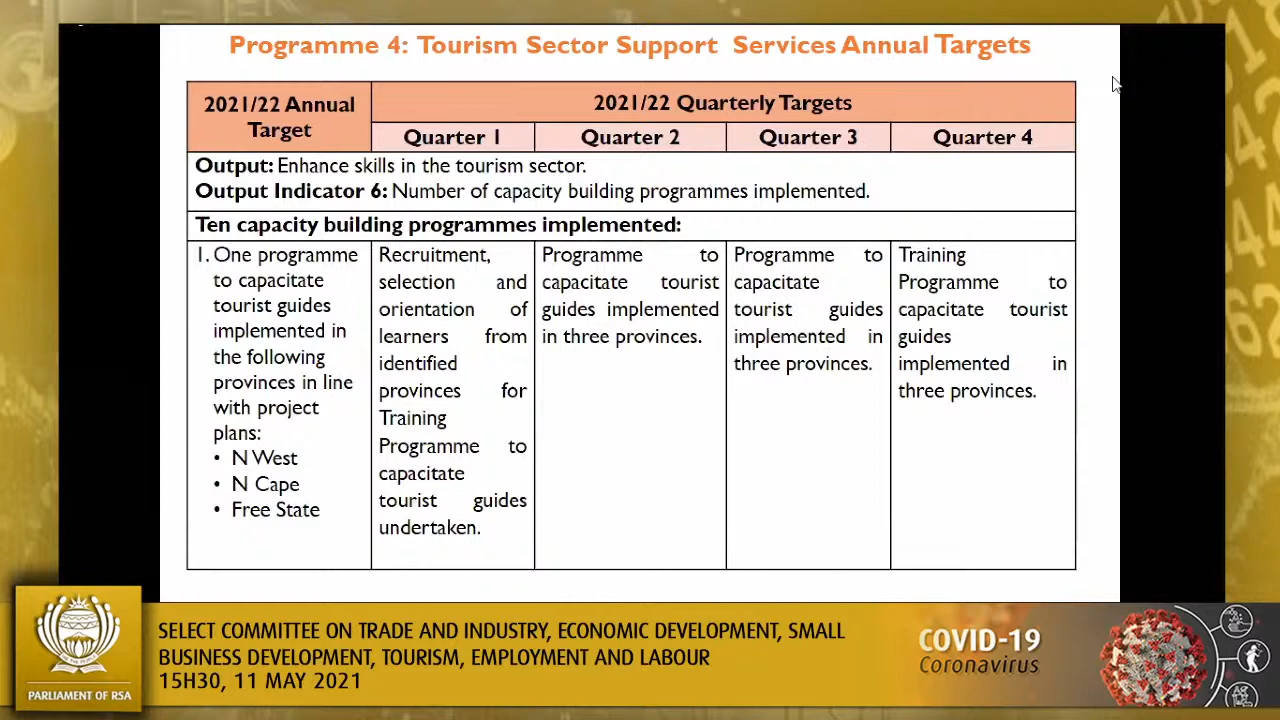 Programme 4: Tourism Sector Support Services Annual Targets
2021/22 Annual
Target
2021/22 Quarterly Targets
Quarter 1
Quarter 2
Quarter 3
Quarter 4
Output: Enhance skills in the tourism sector.
Output Indicator 6: Number of capacity building programmes implemented.
Ten capacity building programmes implemented:
1. One programme
to capacitate
tourist guides
implemented in
the following
provinces in line
with project
plans:
• N West
• N Cape
• Free State
Recruitment,
selection and
orientation of
learners from
identified
provinces for
Training
Programme to
capacitate
tourist guides
undertaken.
Programme to
capacitate tourist
guides implemented
in three provinces.
Programme to
capacitate
tourist guides
implemented in
three provinces.
Training
Programme to
capacitate tourist
guides
implemented in
three provinces.
PARLIAMENT OF RSA
SELECT COMMITTEE ON TRADE AND INDUSTRY, ECONOMIC DEVELOPMENT, SMALL
BUSINESS DEVELOPMENT, TOURISM, EMPLOYMENT AND LABOUR
15H30, 11 MAY 2021
COVID-19
Coronavirus